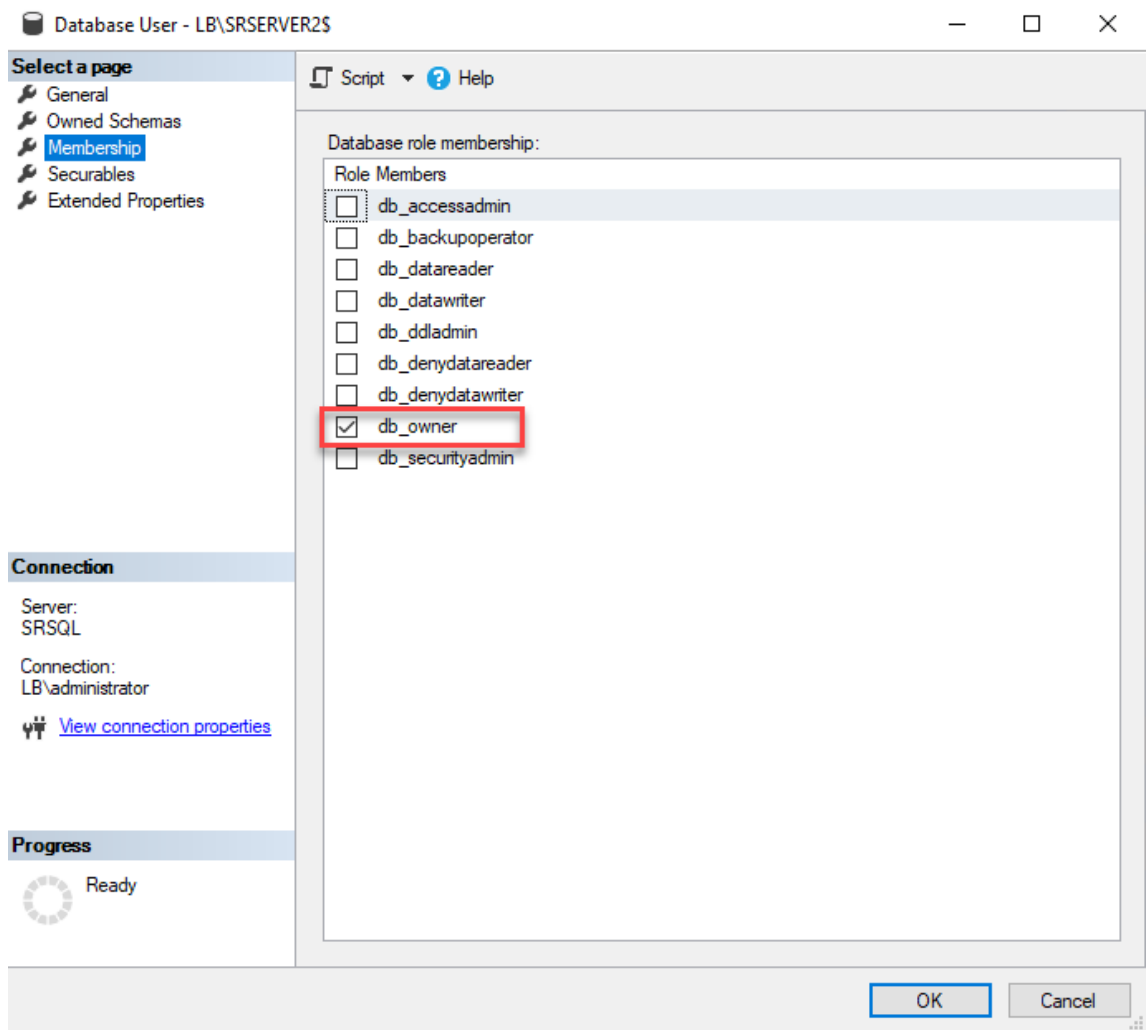 Database User - LB\SRSERVER2$
Select a page
General
Owned Schemas
Membership
Securables
Extended Properties
Script
Help
Database role membership:
Role Members
db_accessadmin
db_backupoperator
db_datareader
db_datawriter
db_ddladmin
db_denydatareader
db_denydatawriter
db_owner
db_securityadmin
Connection
Server:
SRSQL
Connection:
LB\administrator
View connection properties
Progress
Ready
OK
Cancel